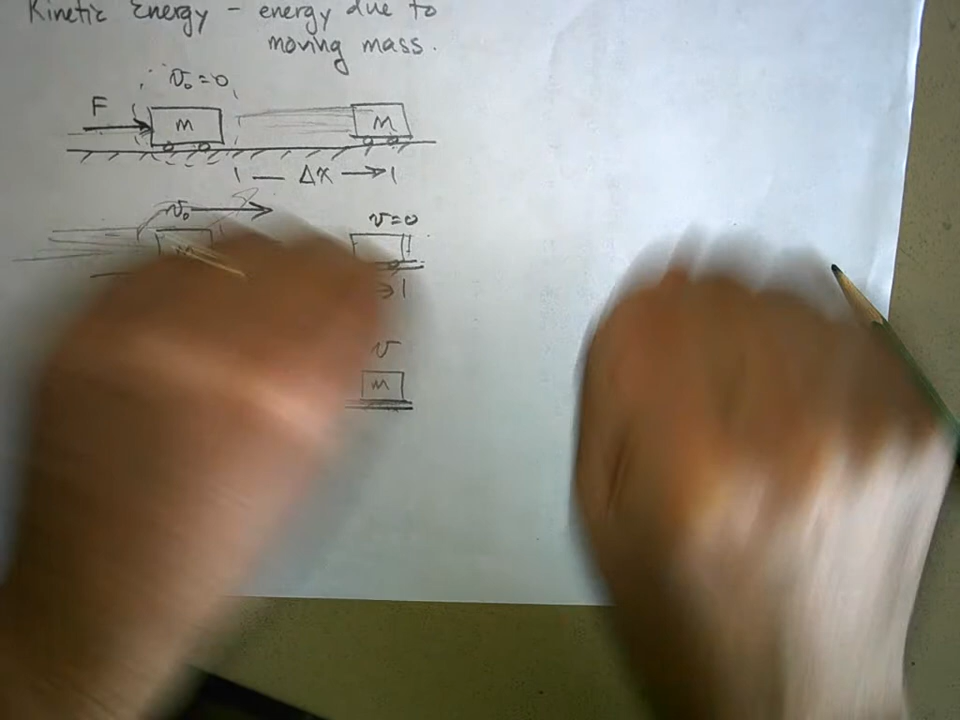 Kinetic Energy - energy due to
moving mass.
v₀ = 0
F
m
m
Δx
v₀
v = 0
v
m